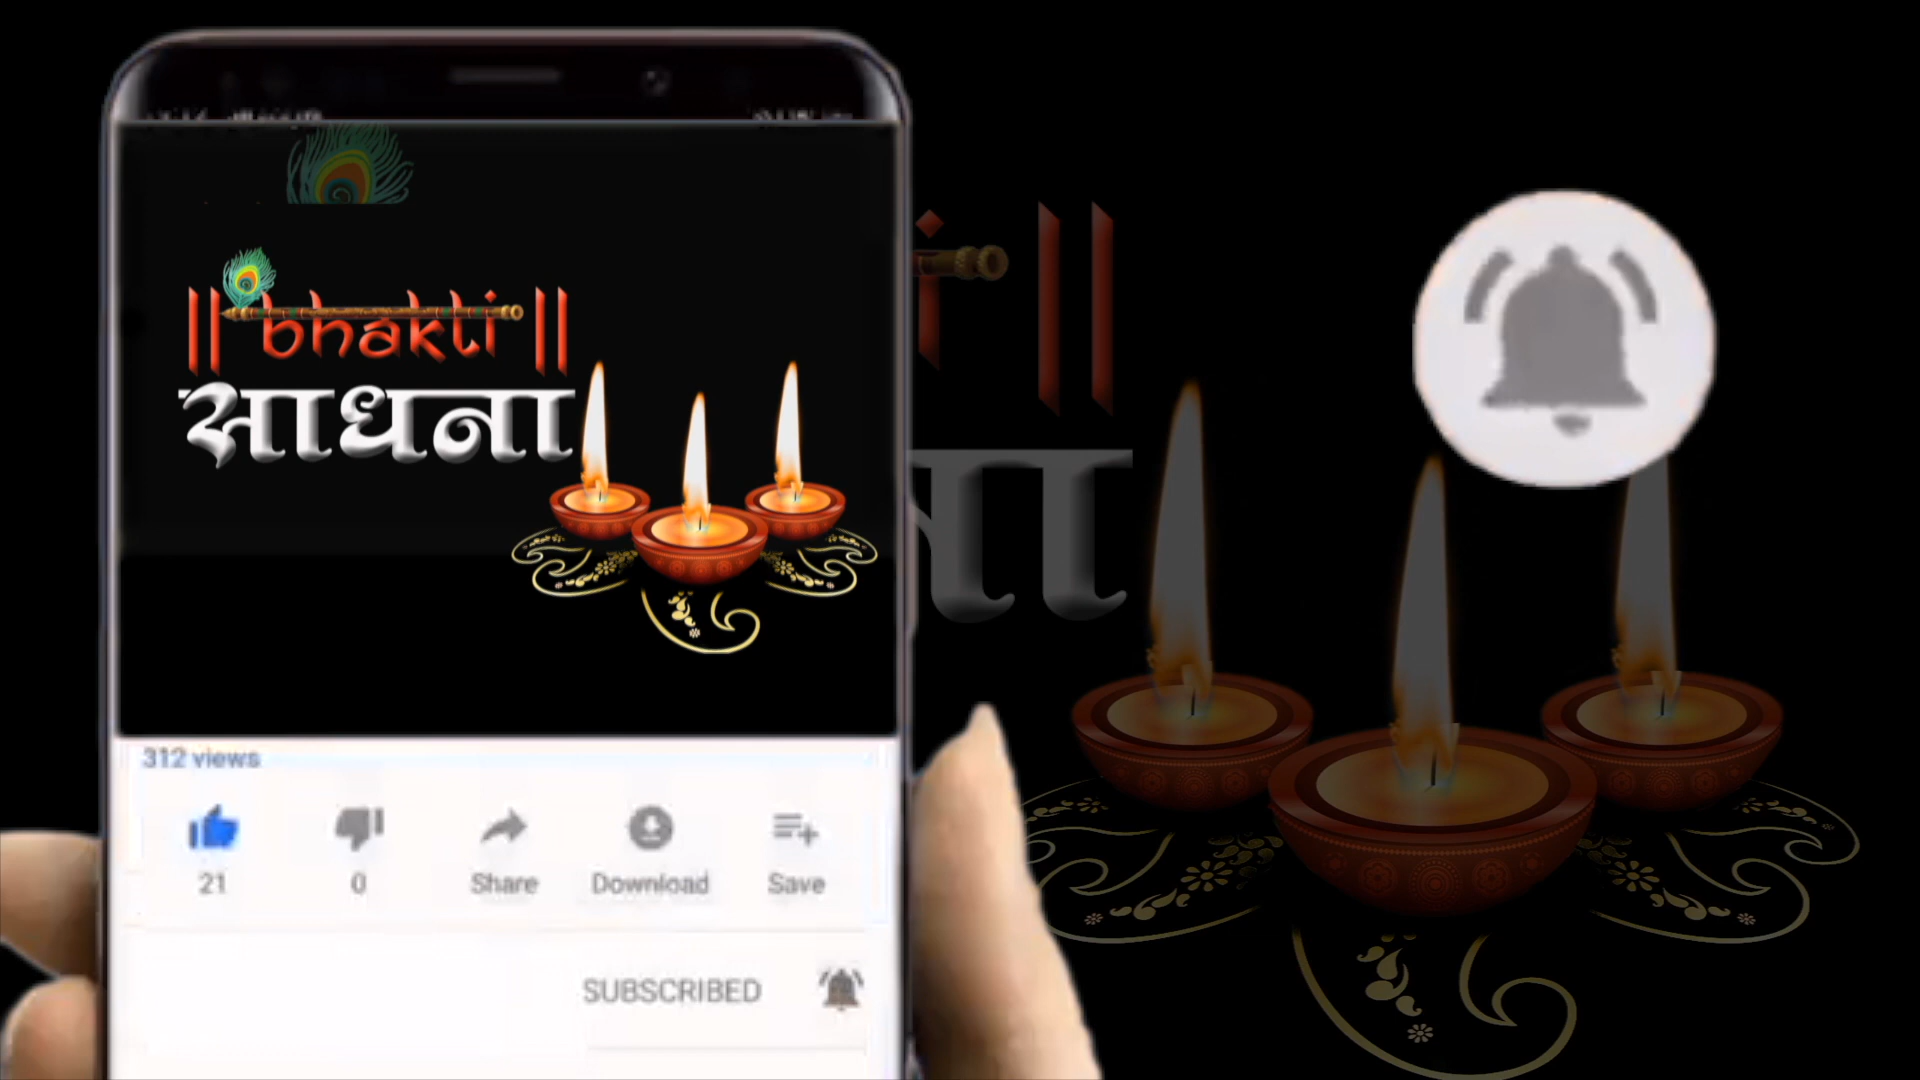 || bhakti ||
साधना
312 views
21
0
Share
Download
Save
SUBSCRIBED